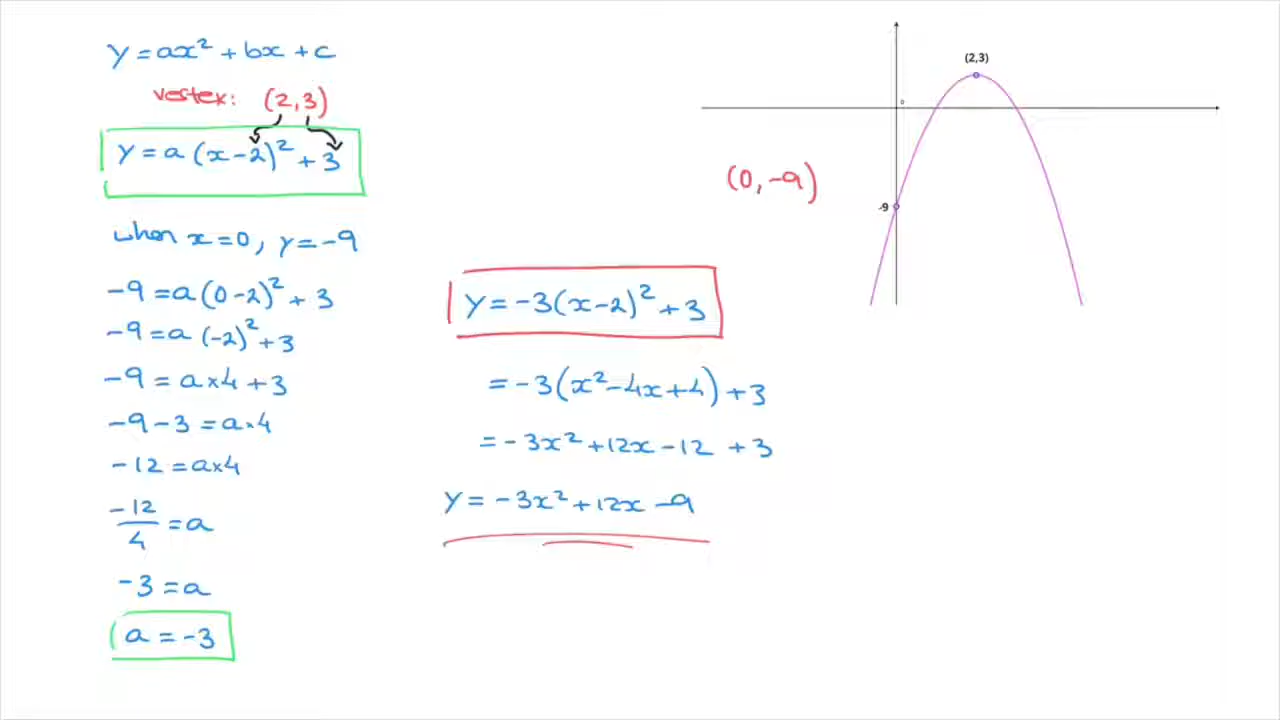 y = ax² + bx + c
vertex: (2,3)
y = a (x-2)² + 3
when x = 0, y = -9
-9 = a (0-2)² + 3
-9 = a (-2)² + 3
-9 = a × 4 + 3
-9 - 3 = a × 4
-12 = a × 4
-12/4 = a
-3 = a
a = -3
y = -3(x-2)² + 3
= -3(x² - 4x + 4) + 3
= -3x² + 12x - 12 + 3
y = -3x² + 12x - 9
(2,3)
0
(0, -9)
-9